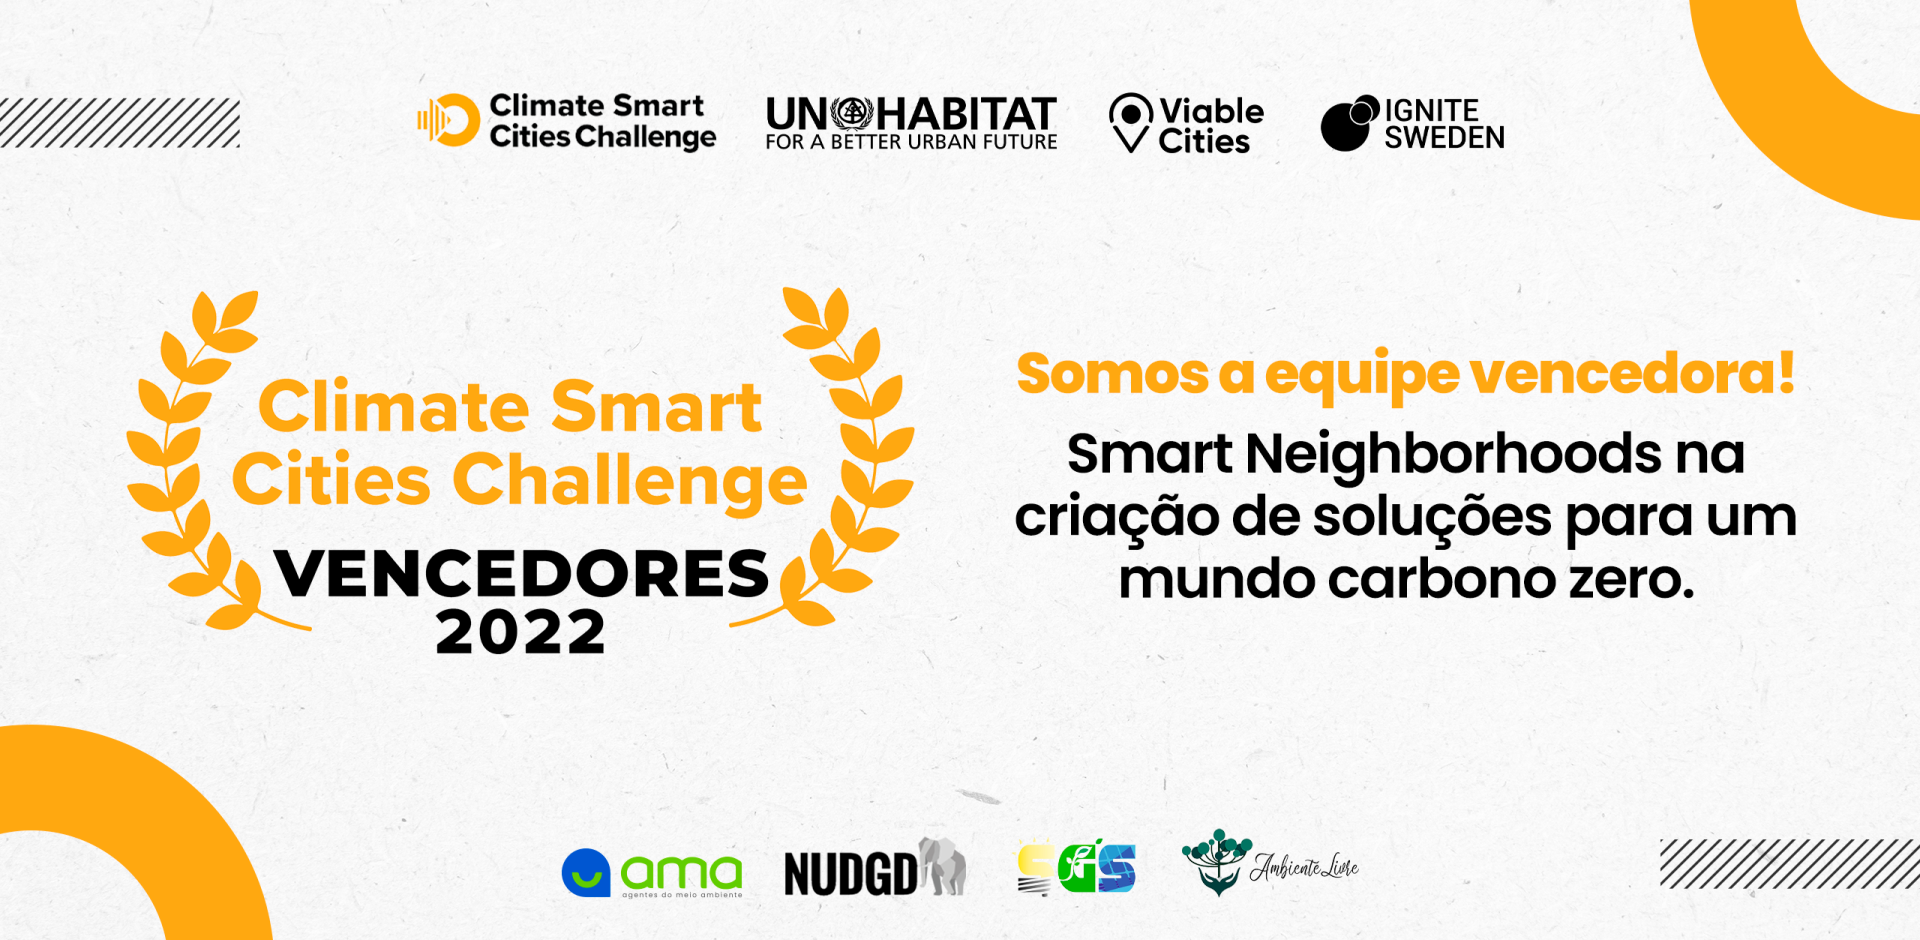 Climate Smart
Cities Challenge
UN HABITAT
FOR A BETTER URBAN FUTURE
Viable
Cities
IGNITE
SWEDEN
Climate Smart
Cities Challenge
VENCEDORES
2022
Somos a equipe vencedora!
Smart Neighborhoods na
criação de soluções para um
mundo carbono zero.
ama
agentes do meio ambiente
NUDGD
SGS
Ambiente Livre